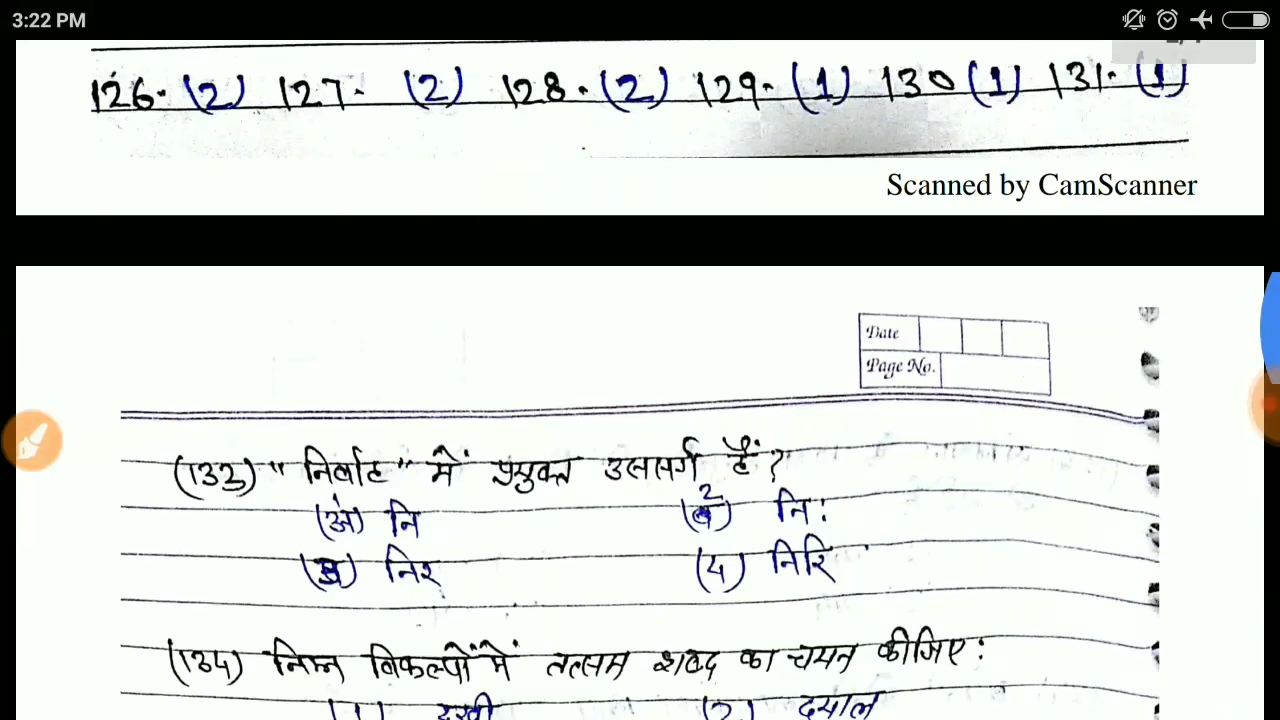 3:22 PM
126. (2) 127. (2) 128. (2) 129. (1) 130 (1) 131. (1)
Scanned by CamScanner
Date
Page No.
(133) "निर्वाह" में प्रयुक्त उपसर्ग हैं?
(1) नि (2) नि:
(3) निर् (4) निरि
(134) निम्न विकल्पों में तत्सम शब्द का चयन कीजिए:
(1) दुखी (2) दयाल